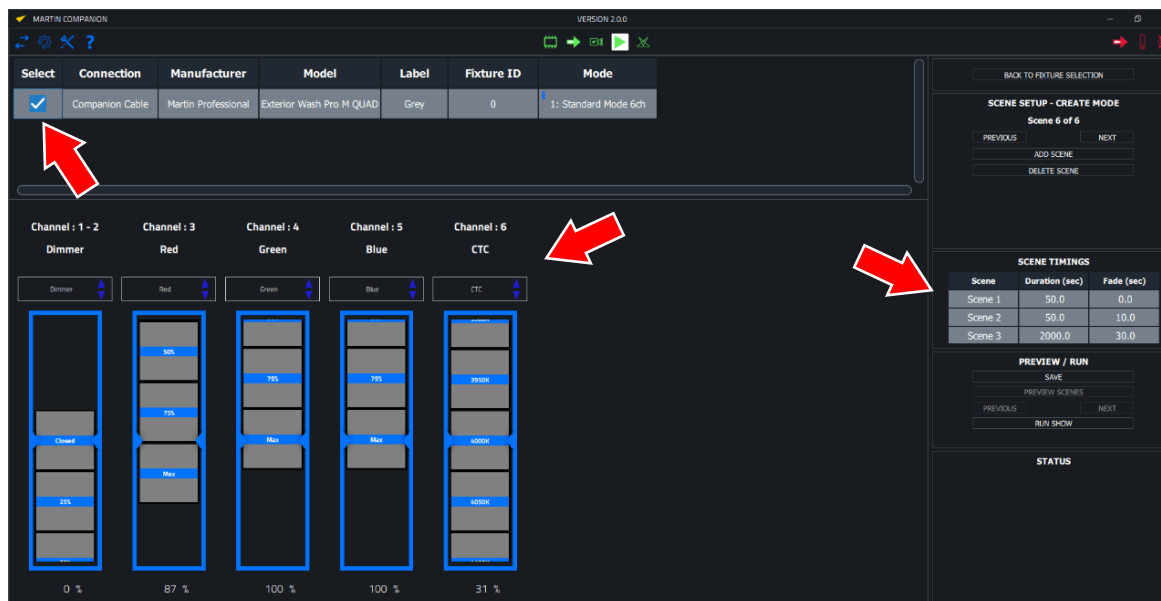 MARTIN COMPANION
VERSION 2.0.0
Select Connection Manufacturer Model Label Fixture ID Mode
Companion Cable Martin Professional Exterior Wash Pro M QUAD Grey 0 1: Standard Mode 6ch
BACK TO FIXTURE SELECTION
SCENE SETUP - CREATE MODE
Scene 6 of 6
PREVIOUS NEXT
ADD SCENE
DELETE SCENE
Channel : 1 - 2 Channel : 3 Channel : 4 Channel : 5 Channel : 6
Dimmer Red Green Blue CTC
Dimmer Red Green Blue CTC
50%
75% 75% 3950K
75%
Closed Max Max 4000K
Max
25% 4050K
0 % 87 % 100 % 100 % 31 %
SCENE TIMINGS
Scene Duration (sec) Fade (sec)
Scene 1 50.0 0.0
Scene 2 50.0 10.0
Scene 3 2000.0 30.0
PREVIEW / RUN
SAVE
PREVIEW SCENES
PREVIOUS NEXT
RUN SHOW
STATUS